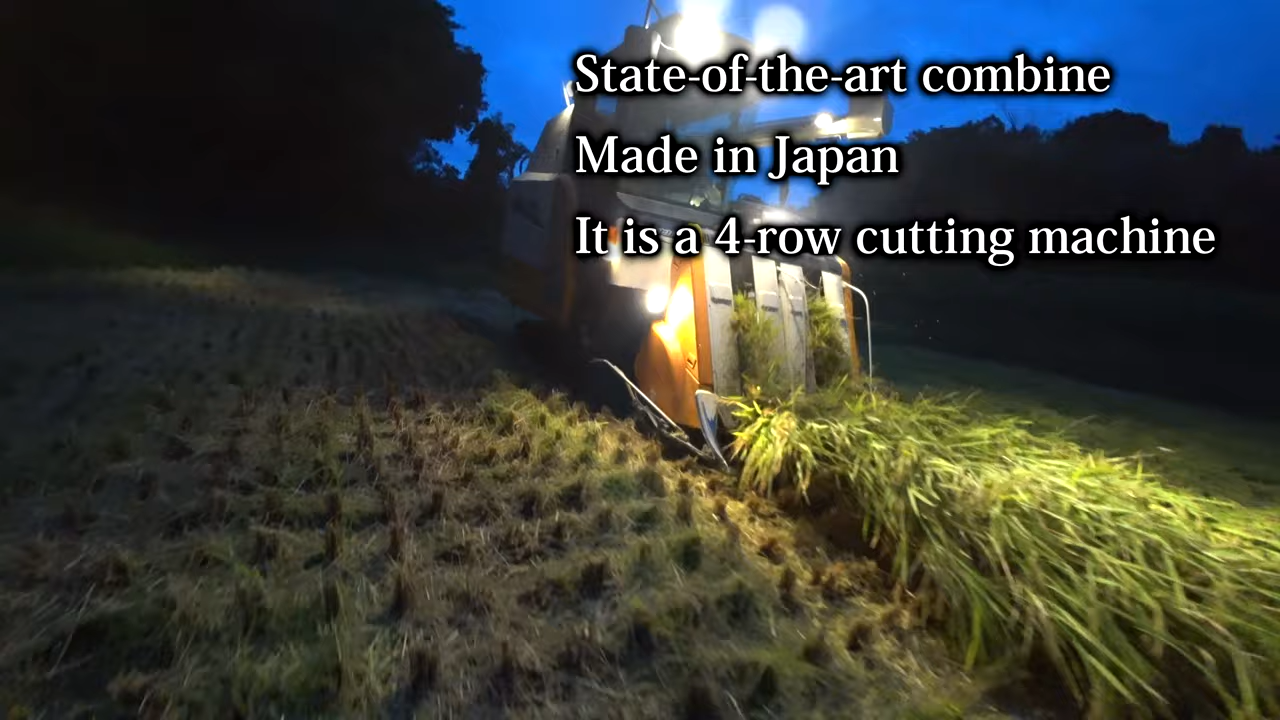 State-of-the-art combine
Made in Japan
It is a 4-row cutting machine